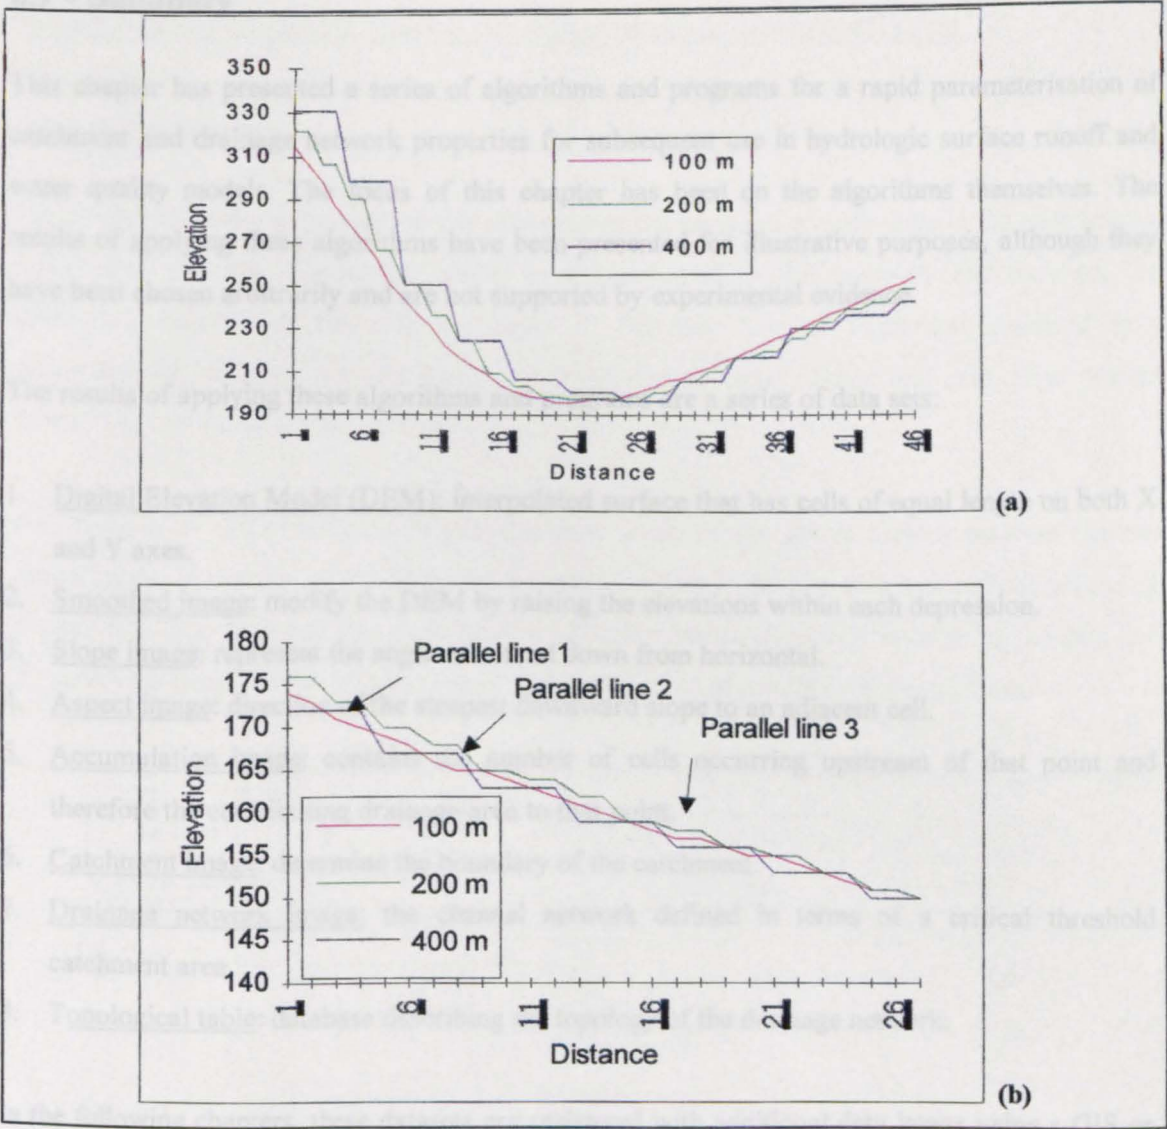 350
330
310
290
270
250
230
210
190
Elevation
100 m
200 m
400 m
1 6 11 16 21 26 31 36 41 46
Distance
(a)
180
175
170
165
160
155
150
145
140
Elevation
Parallel line 1
Parallel line 2
Parallel line 3
100 m
200 m
400 m
1 6 11 16 21 26
Distance
(b)
This chapter has presented a series of algorithms and programs for a rapid parameterisation of
catchment and drainage network properties for subsequent use in hydrologic surface runoff and
water quality models. The focus of this chapter has been on the algorithms themselves. The
results of applying these algorithms have been presented for illustrative purposes, although they
have been chosen arbitrarily and are not supported by experimental evidence
The results of applying these algorithms and programs are a series of data sets:
Digital Elevation Model (DEM): interpolated surface that has cells of equal length on both X
and Y axes.
Smoothed image: modify the DEM by raising the elevations within each depression.
Slope image: represent the angle down from horizontal.
Aspect image: direction of the steepest downward slope to an adjacent cell.
Accumulation image: contains the number of cells occurring upstream of that point and
therefore the drainage area to that point.
Catchment image: determine the boundary of the catchment.
Drainage network image: the channel network defined in terms of a critical threshold
catchment area.
Topological table: database describing the topology of the drainage network.
the following chapters, these datasets are with additional data